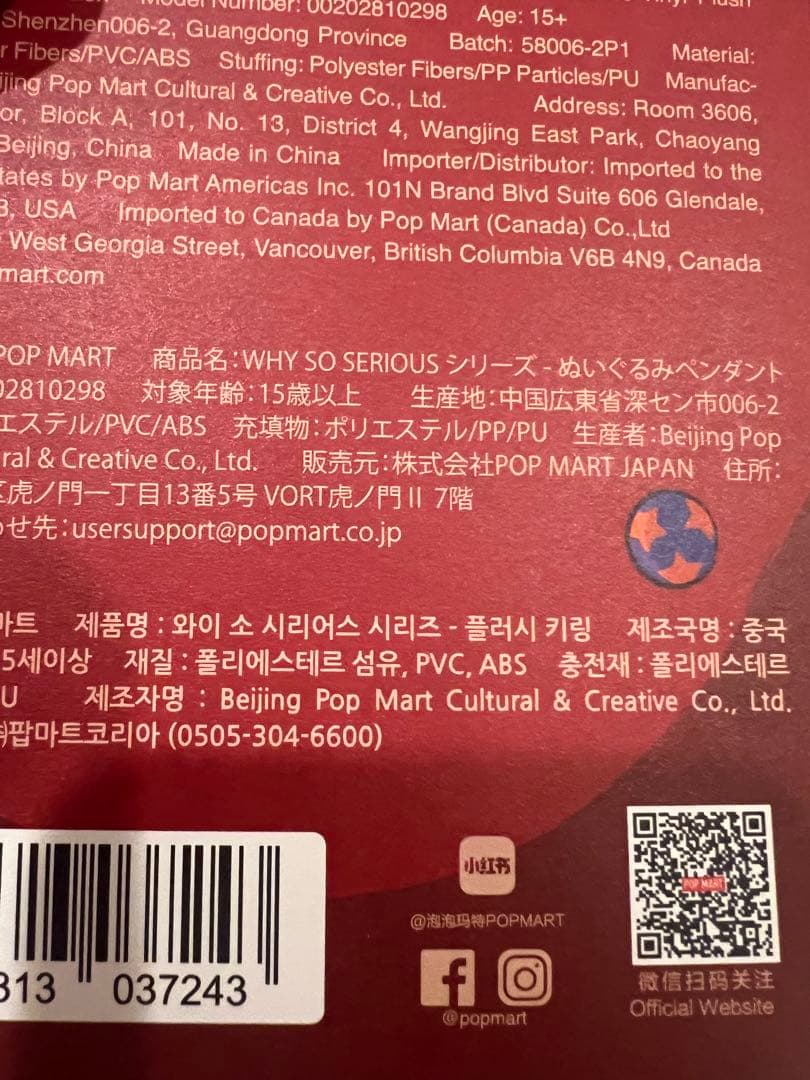 Model Number: 00202810298 Age: 15+
Shenzhen006-2, Guangdong Province Batch: 58006-2P1 Material:
Fibers/PVC/ABS Stuffing: Polyester Fibers/PP Particles/PU Manufac-
ijing Pop Mart Cultural & Creative Co., Ltd. Address: Room 3606,
or, Block A, 101, No. 13, District 4, Wangjing East Park, Chaoyang
Beijing, China Made in China Importer/Distributor: Imported to the
tates by Pop Mart Americas Inc. 101N Brand Blvd Suite 606 Glendale,
3, USA Imported to Canada by Pop Mart (Canada) Co.,Ltd
West Georgia Street, Vancouver, British Columbia V6B 4N9, Canada
mart.com
POP MART 商品名：WHY SO SERIOUS シリーズ - ぬいぐるみペンダント
02810298 対象年齢：15歳以上 生産地：中国広東省深セン市006-2
エステル/PVC/ABS 充填物：ポリエステル/PP/PU 生産者：Beijing Pop
ral & Creative Co., Ltd. 販売元：株式会社POP MART JAPAN 住所：
区虎ノ門一丁目13番5号 VORT虎ノ門Ⅱ 7階
わせ先：usersupport@popmart.co.jp
마트 제품명 : 와이 소 시리어스 시리즈 - 플러시 키링 제조국명 : 중국
5세이상 재질 : 폴리에스테르 섬유, PVC, ABS 충전재 : 폴리에스테르
U 제조자명 : Beijing Pop Mart Cultural & Creative Co., Ltd.
㈜팝마트코리아 (0505-304-6600)
小红书
@泡泡玛特POPMART
@popmart
POP MART
微信扫码关注
Official Website
313 037243